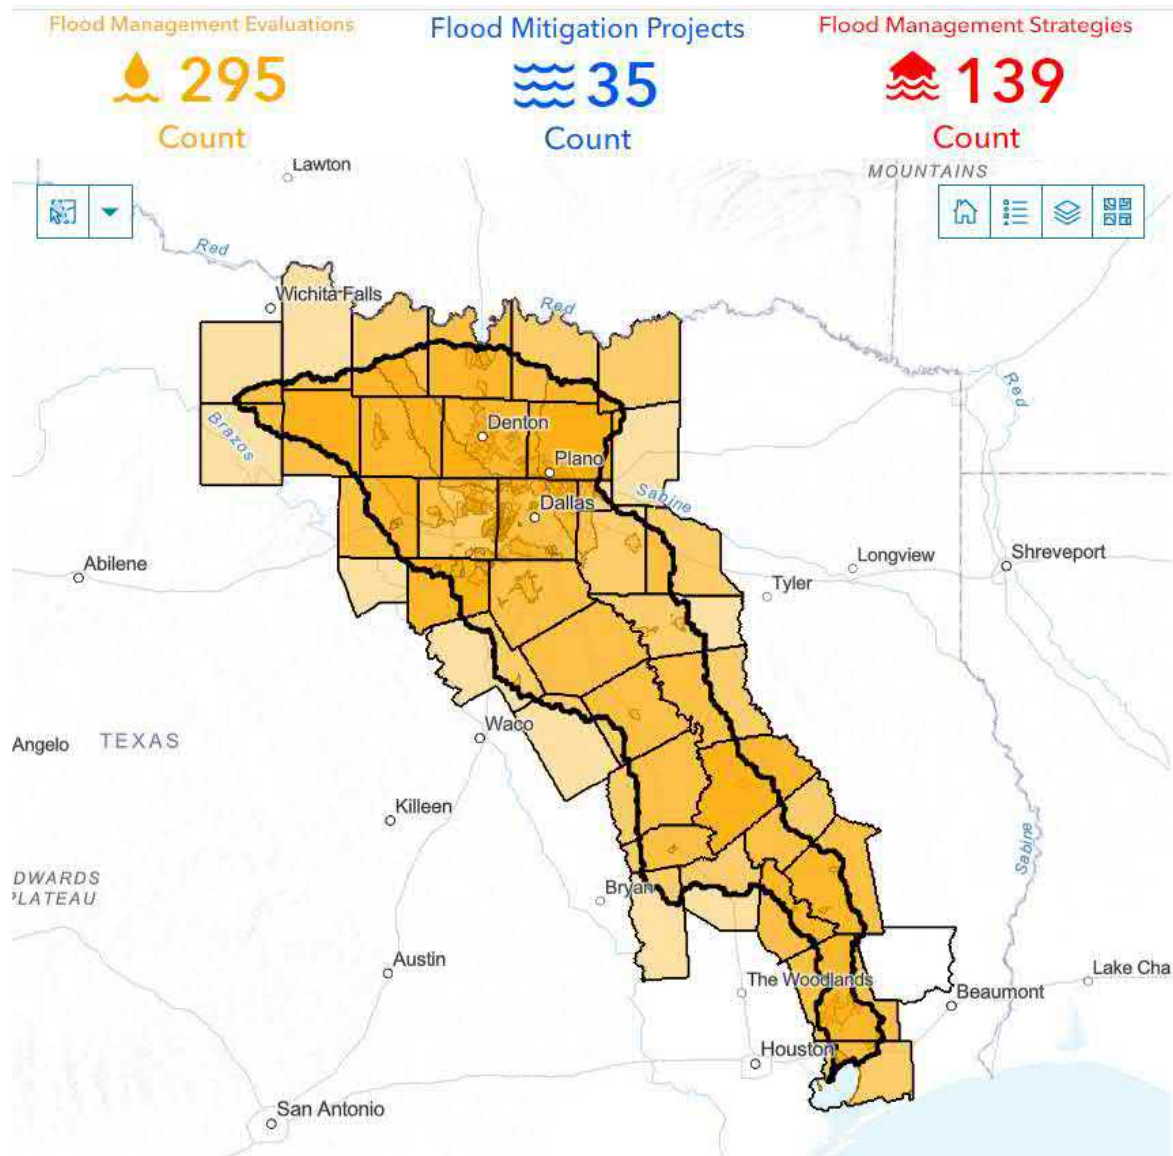 Flood Management Evaluations
295
Count
Flood Mitigation Projects
35
Count
Flood Management Strategies
139
Count
Lawton
MOUNTAINS
Red
Wichita Falls
Red
Red
Brazos
Denton
Plano
Sabine
Dallas
Abilene
Longview
Shreveport
Tyler
Waco
Angelo
TEXAS
Killeen
Sabine
DWARDS
PLATEAU
Bryan
Austin
The Woodlands
Lake Cha
Beaumont
Houston
San Antonio